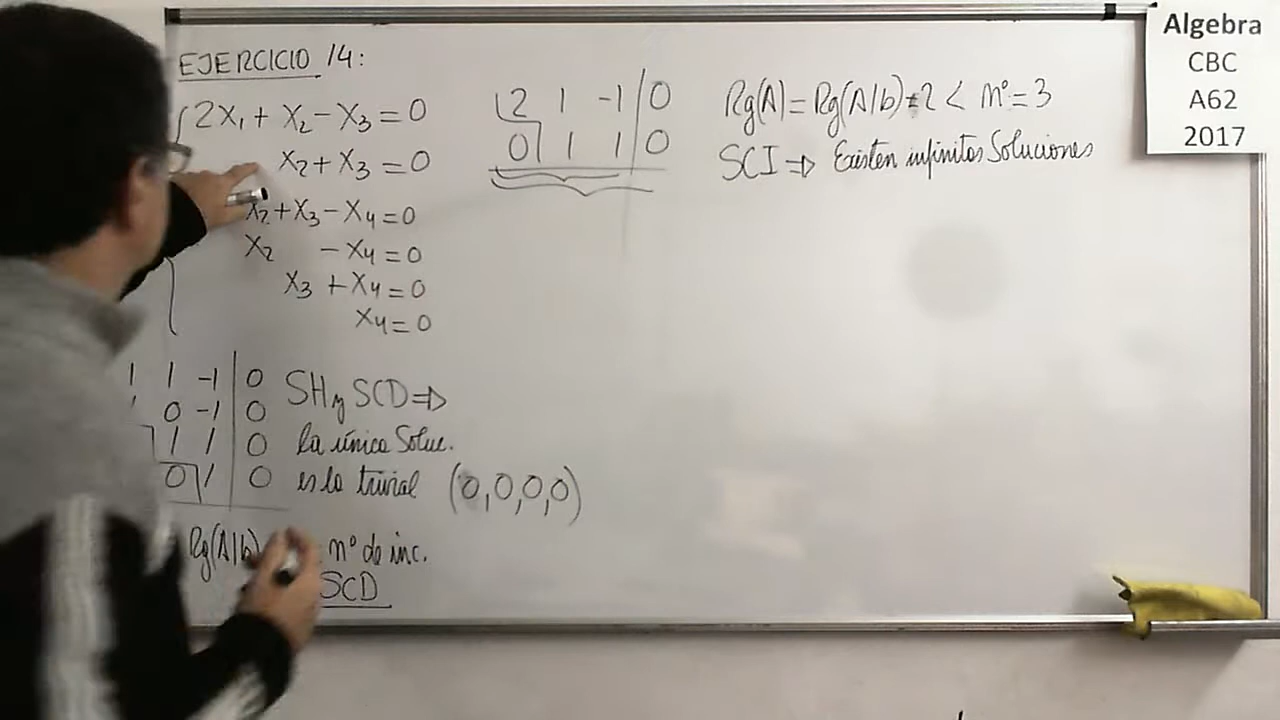 EJERCICIO 14:
{2X₁ + X₂ - X₃ = 0
X₂ + X₃ = 0
X₂ + X₃ - X₄ = 0
X₂ - X₄ = 0
X₃ + X₄ = 0
X₄ = 0
1 1 -1 | 0
0 -1 | 0
1 1 | 0
0 1 | 0
SH y SCD ⇒
la única Soluc.
es la trivial (0,0,0,0)
Rg(A|b) nº de inc.
SCD
2 1 -1 | 0
0 1 1 | 0
Rg(A) = Rg(A|b) = 2 < nº = 3
SCI ⇒ Existen infinitas Soluciones
Algebra
CBC
A62
2017